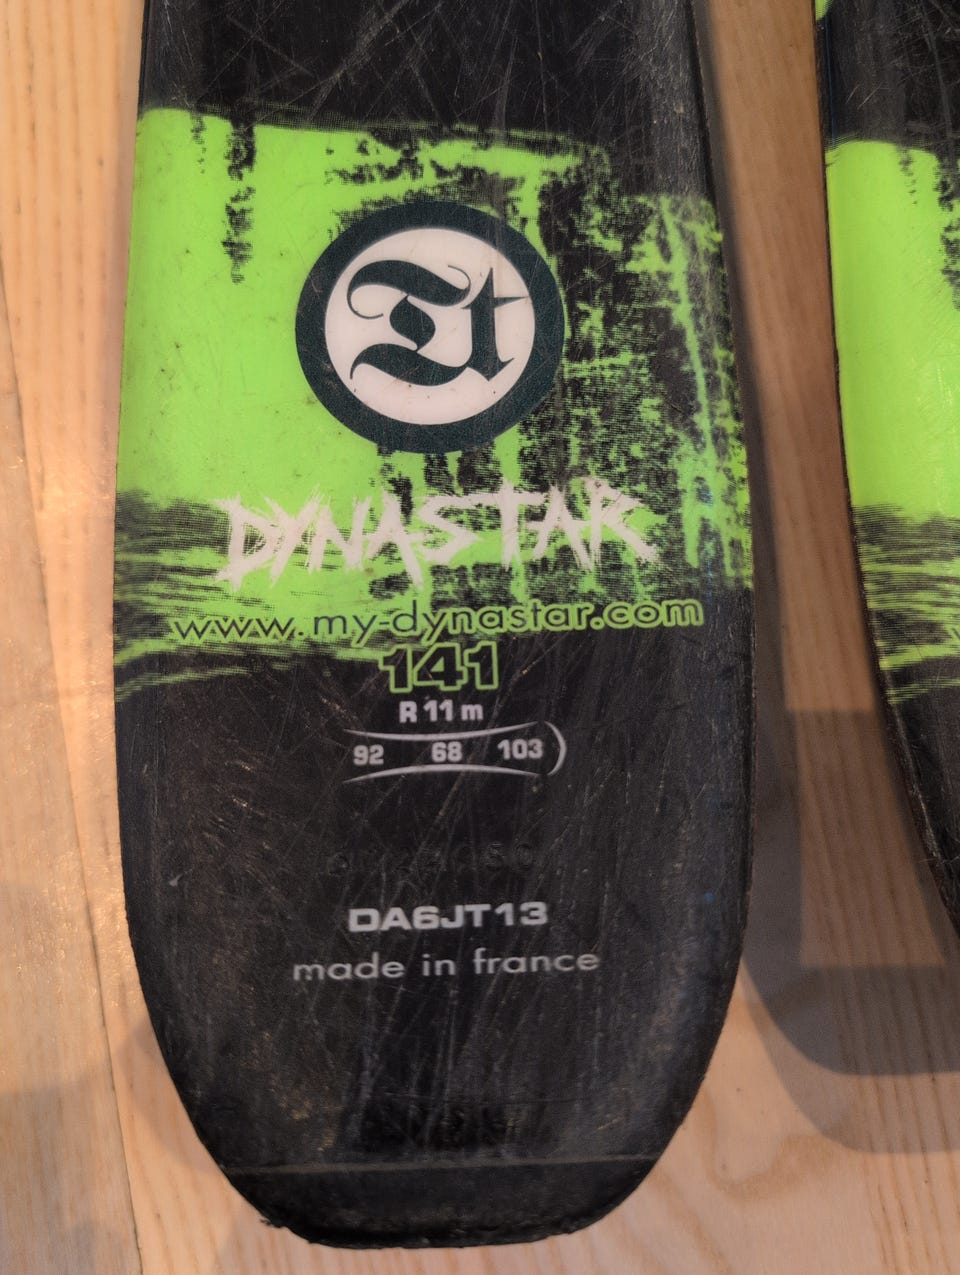 DYNASTAR
www.my-dynastar.com
141
R 11 m
92 68 103
DA6JT13
made in france